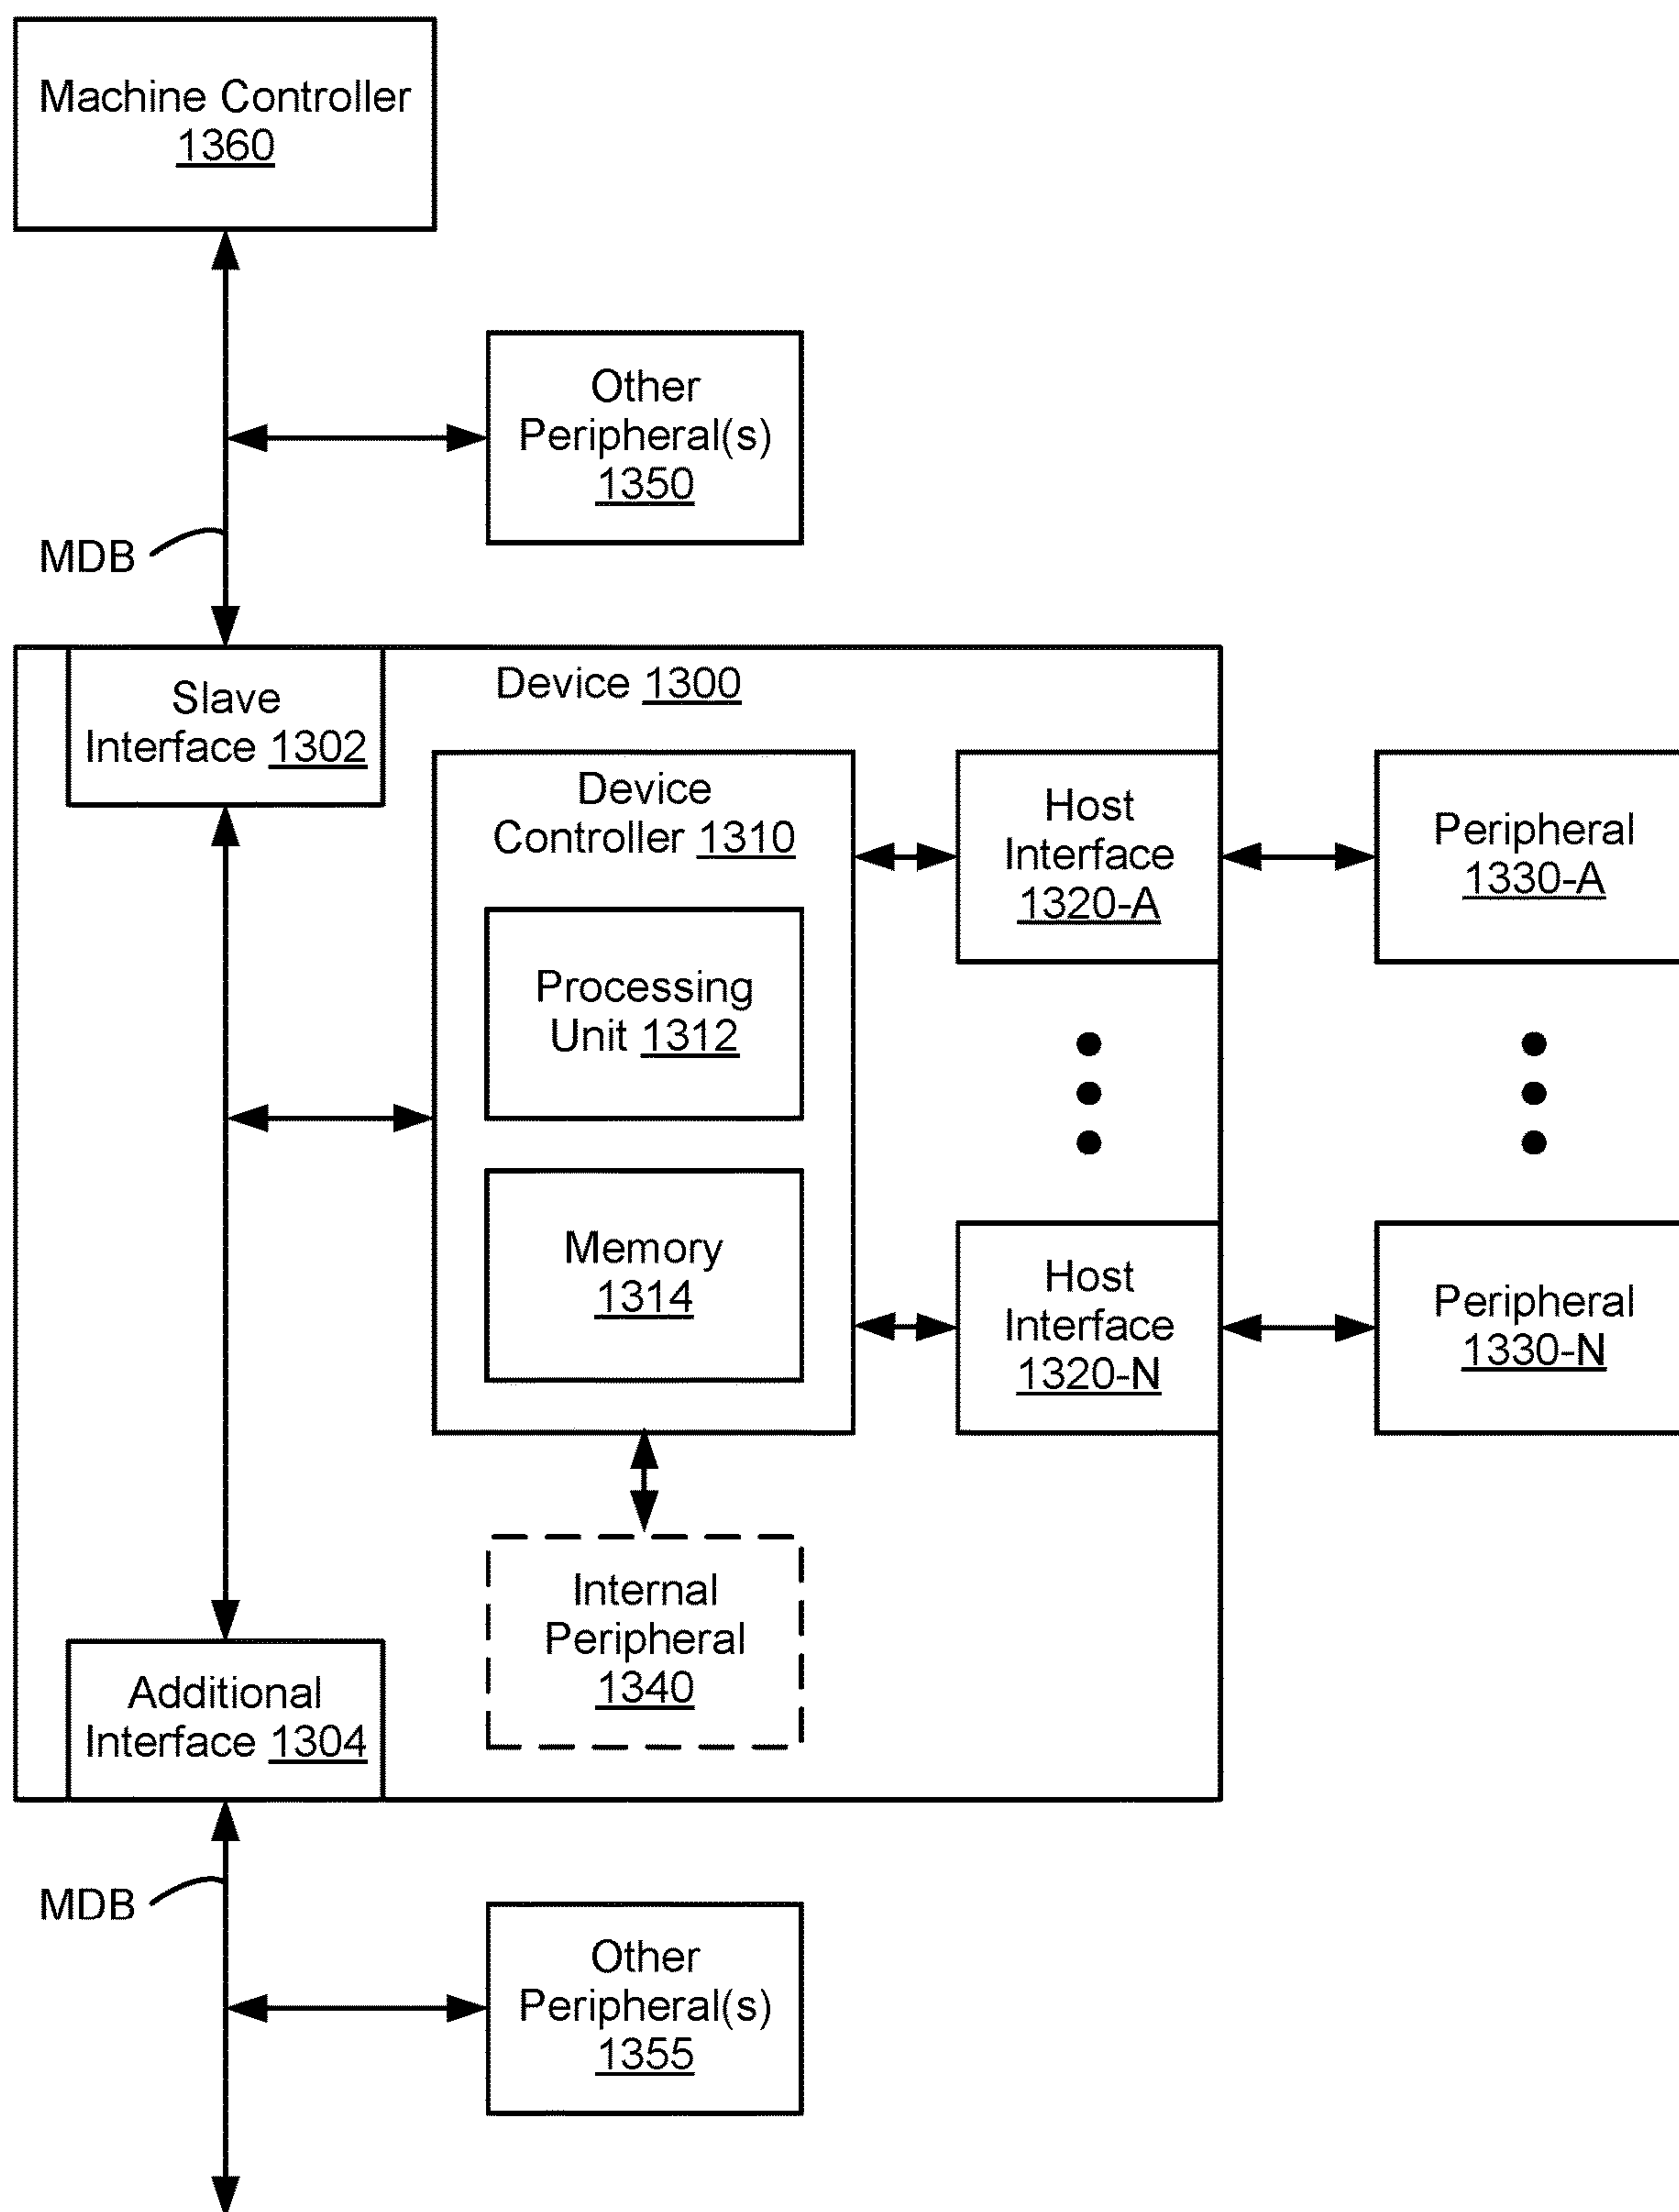 Machine Controller
1360
Other
Peripheral(s)
1350
MDB
Device 1300
Slave
Interface 1302
Device
Controller 1310
Processing
Unit 1312
Memory
1314
Host
Interface
1320-A
Peripheral
1330-A
Host
Interface
1320-N
Peripheral
1330-N
Internal
Peripheral
1340
Additional
Interface 1304
MDB
Other
Peripheral(s)
1355